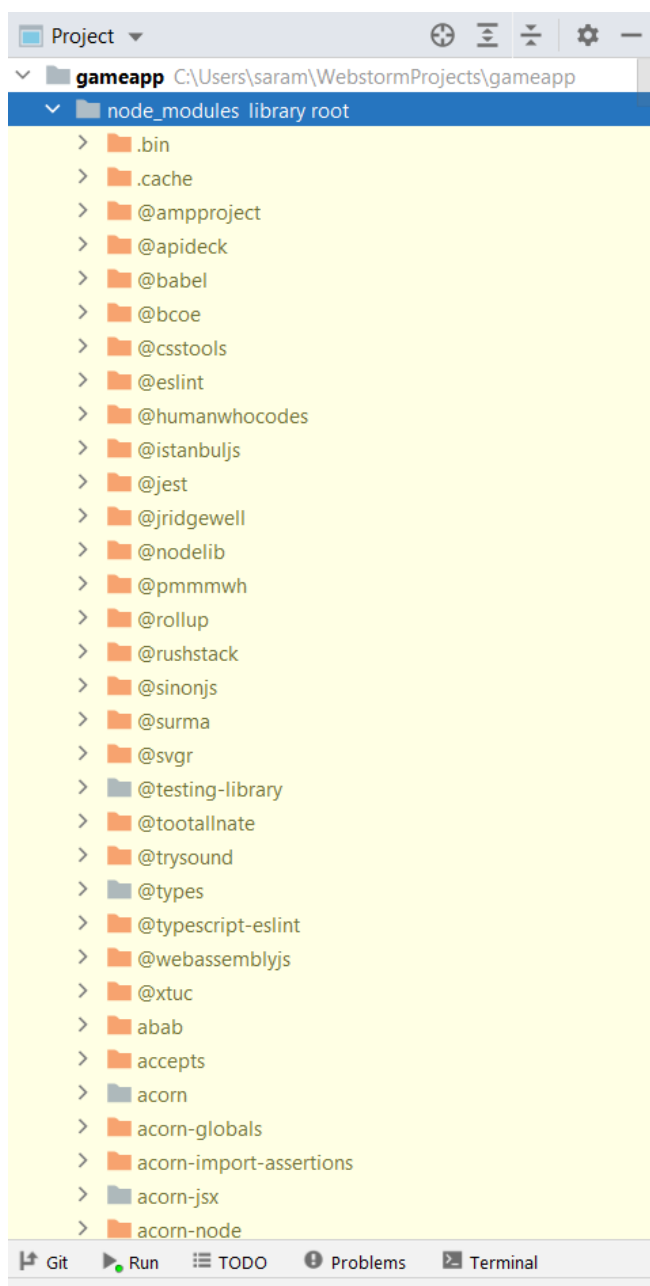 Project
gameapp C:\Users\saram\WebstormProjects\gameapp
node_modules library root
.bin
.cache
@ampproject
@apideck
@babel
@bcoe
@csstools
@eslint
@humanwhocodes
@istanbuljs
@jest
@jridgewell
@nodelib
@pmmmwh
@rollup
@rushstack
@sinonjs
@surma
@svgr
@testing-library
@tootallnate
@trysound
@types
@typescript-eslint
@webassemblyjs
@xtuc
abab
accepts
acorn
acorn-globals
acorn-import-assertions
acorn-jsx
acorn-node
Git Run TODO Problems Terminal